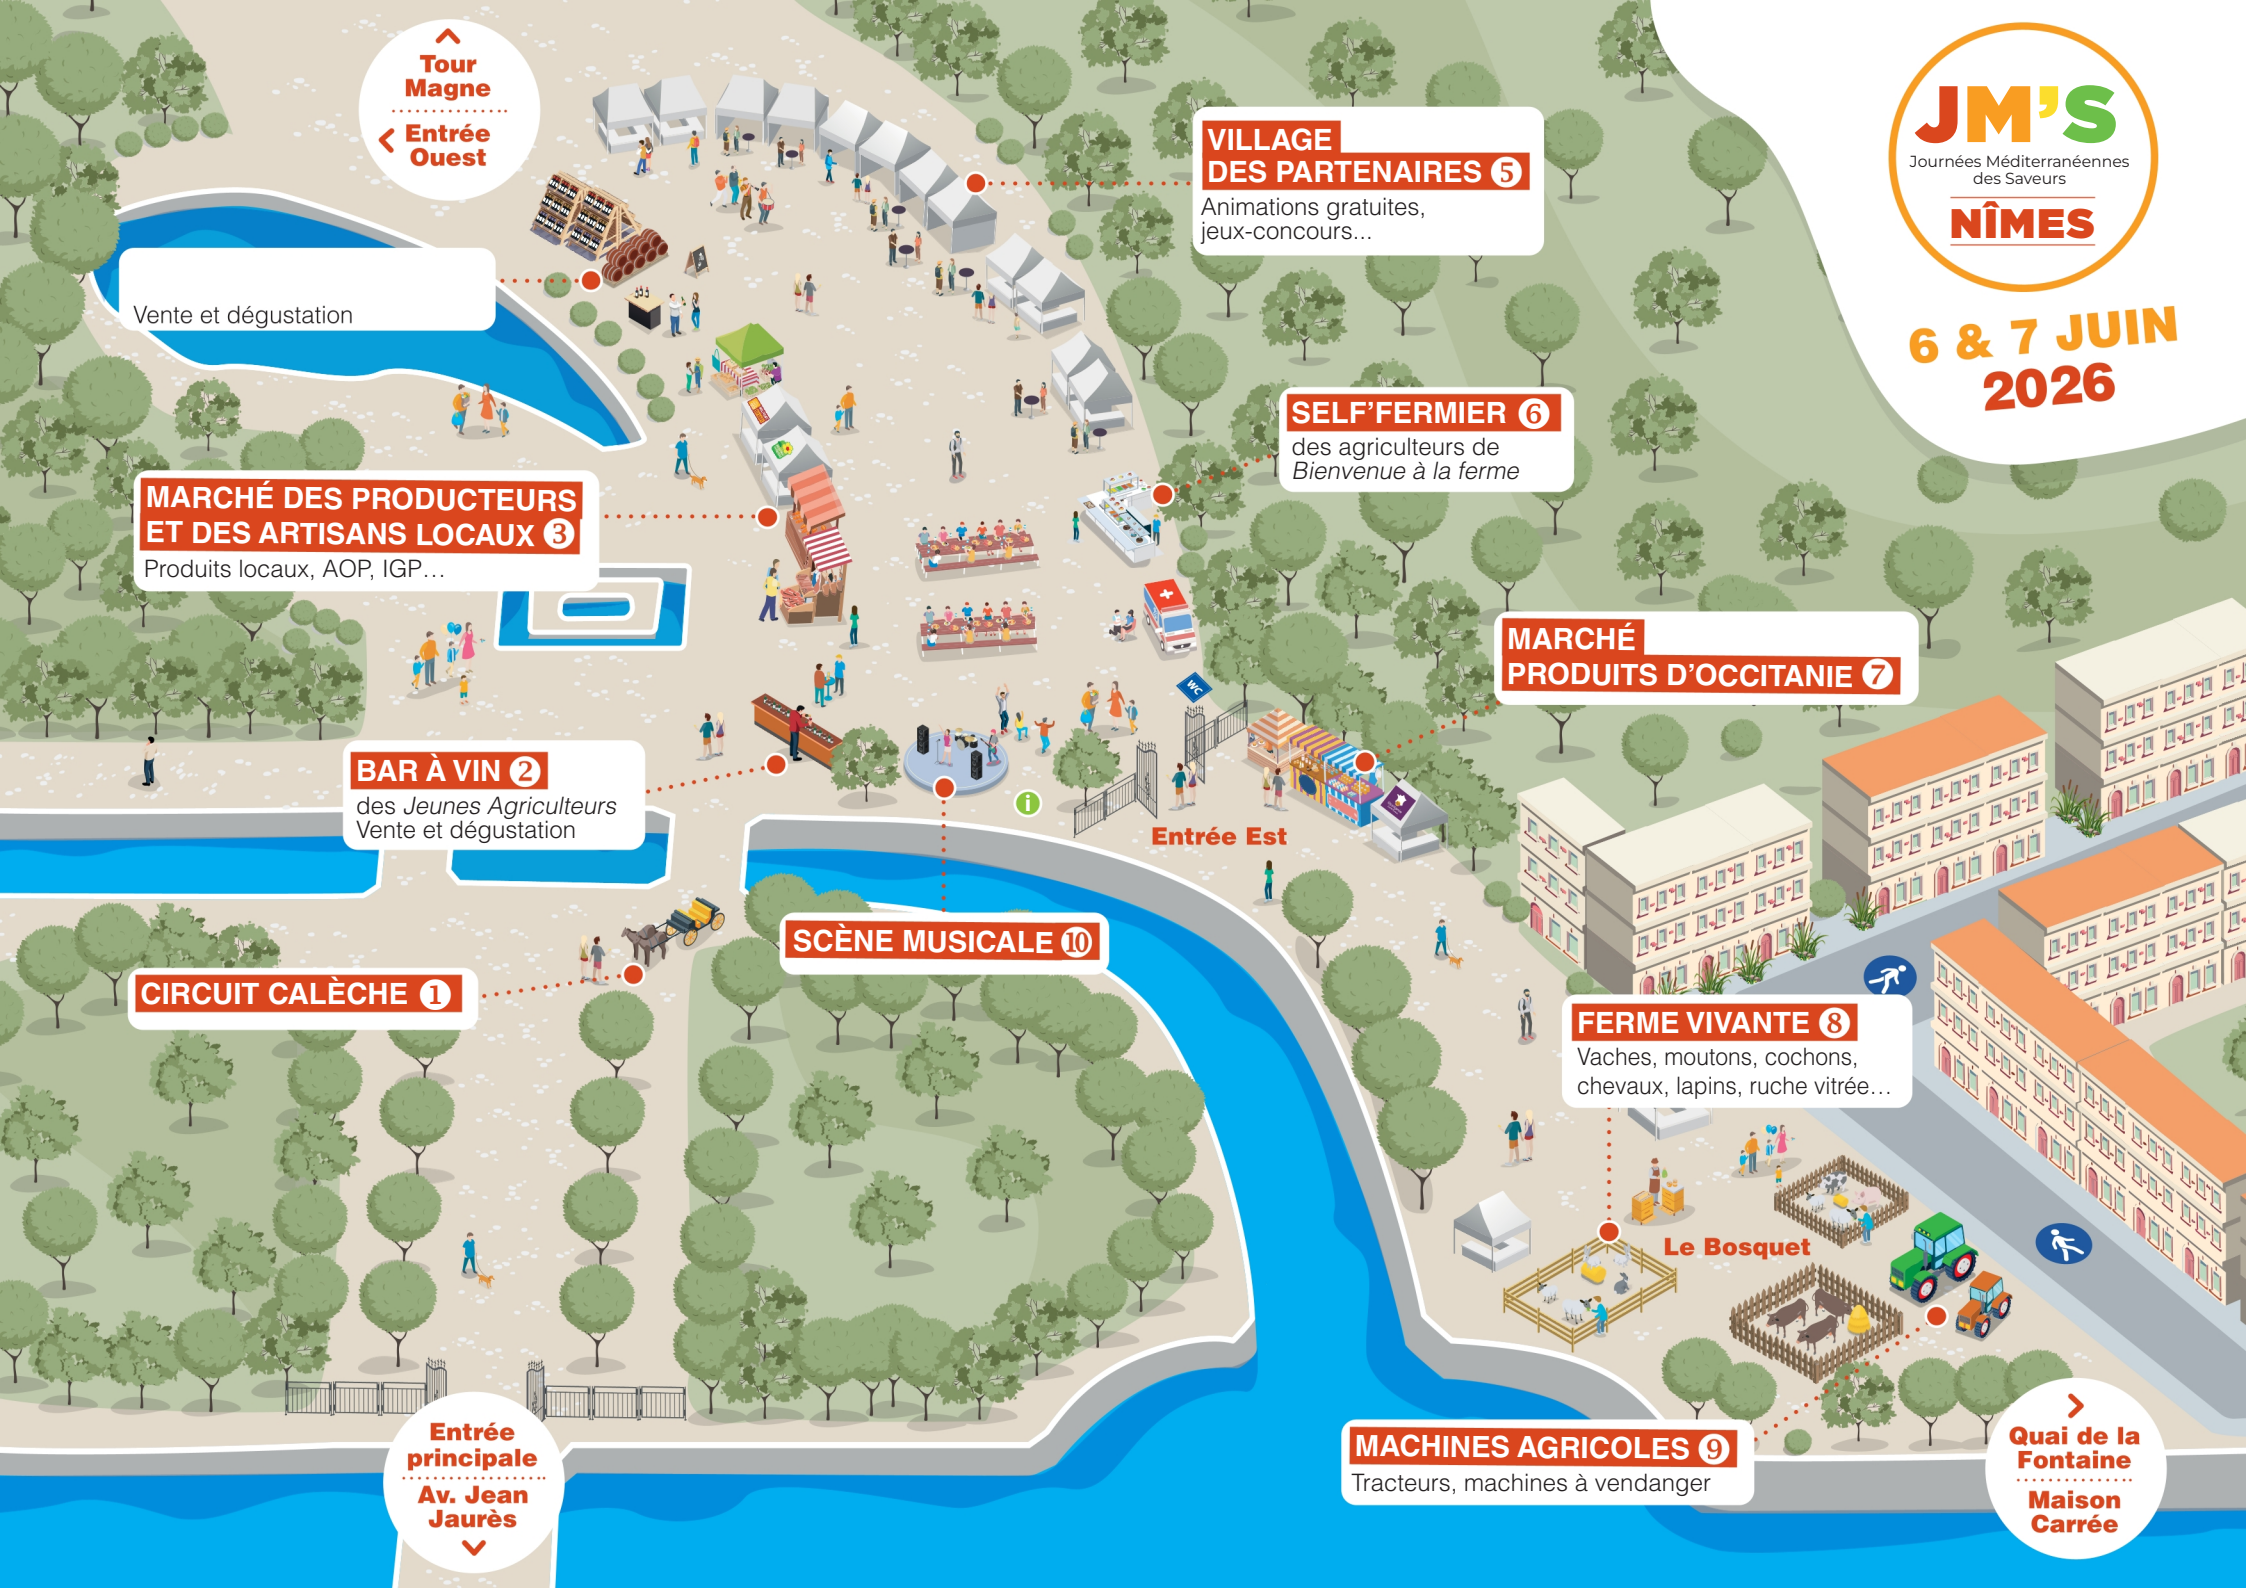 Tour
Magne
Entrée
Ouest
VILLAGE
DES PARTENAIRES 5
Animations gratuites,
jeux-concours...
JM'S
Journées Méditerranéennes
des Saveurs
NÎMES
6 & 7 JUIN
2026
Vente et dégustation
SELF'FERMIER 6
des agriculteurs de
Bienvenue à la ferme
MARCHÉ DES PRODUCTEURS
ET DES ARTISANS LOCAUX 3
Produits locaux, AOP, IGP...
MARCHÉ
PRODUITS D'OCCITANIE 7
WC
BAR À VIN 2
des Jeunes Agriculteurs
Vente et dégustation
i
Entrée Est
SCÈNE MUSICALE 10
CIRCUIT CALÈCHE 1
FERME VIVANTE 8
Vaches, moutons, cochons,
chevaux, lapins, ruche vitrée...
Le Bosquet
MACHINES AGRICOLES 9
Tracteurs, machines à vendanger
Entrée
principale
Av. Jean
Jaurès
Quai de la
Fontaine
Maison
Carrée